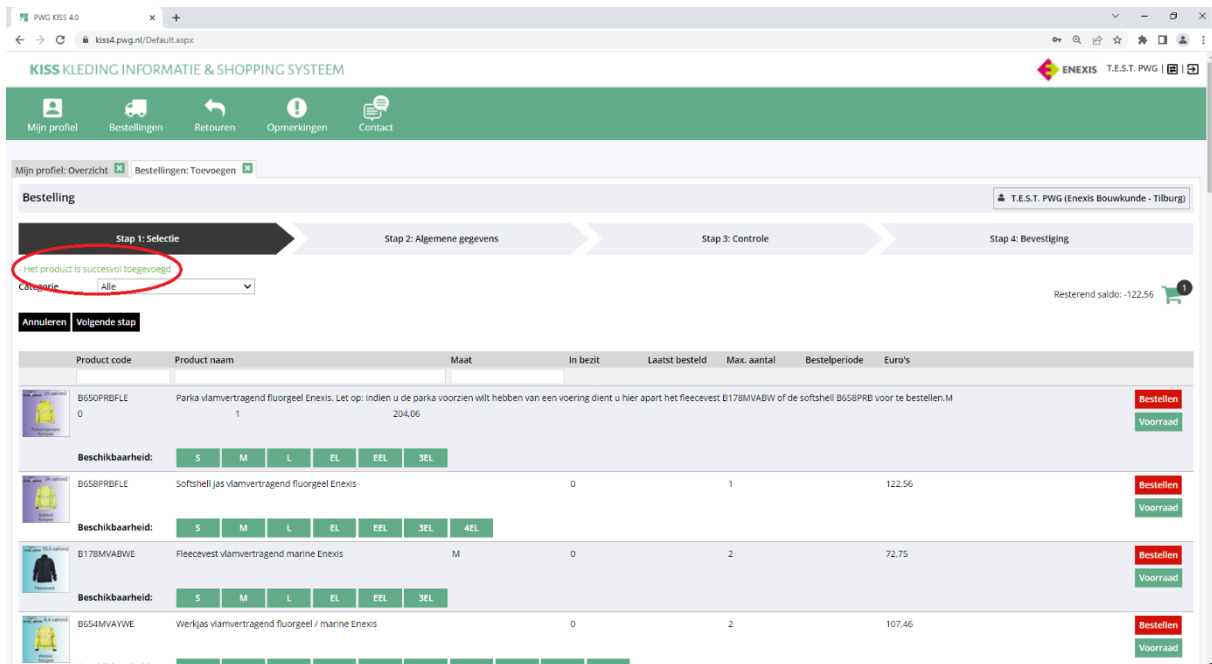 PWG KISS 4.0
kiss4.pwg.nl/Default.aspx
KISS KLEDING INFORMATIE & SHOPPING SYSTEEM
ENEXIS T.E.S.T. PWG | |
Mijn profiel Bestellingen Retouren Opmerkingen Contact
Mijn profiel: Overzicht Bestellingen: Toevoegen
Bestelling T.E.S.T. PWG (Enexis Bouwkunde - Tilburg)
Stap 1: Selectie Stap 2: Algemene gegevens Stap 3: Controle Stap 4: Bevestiging
- Het product is succesvol toegevoegd
Categorie Alle
Resterend saldo: -122,56 1
Annuleren Volgende stap
Product code Product naam Maat In bezit Laatst besteld Max. aantal Bestelperiode Euro's
B650PRBFLE Parka vlamvertragend fluorgeel Enexis. Let op: indien u de parka voorzien wilt hebben van een voering dient u hier apart het fleecevest B178MVABW of de softshell B658PRB voor te bestellen.M Bestellen
0 1 204,06
Voorraad
Beschikbaarheid: S M L EL EEL 3EL
B658PRBFLE Softshell jas vlamvertragend fluorgeel Enexis 0 1 122,56 Bestellen
Voorraad
Beschikbaarheid: S M L EL EEL 3EL 4EL
B178MVABWE Fleecevest vlamvertragend marine Enexis M 0 2 72,75 Bestellen
Fleecevest
Voorraad
Beschikbaarheid: S M L EL EEL 3EL
B654MVAYWE Werkjas vlamvertragend fluorgeel / marine Enexis 0 2 107,46 Bestellen
Voorraad